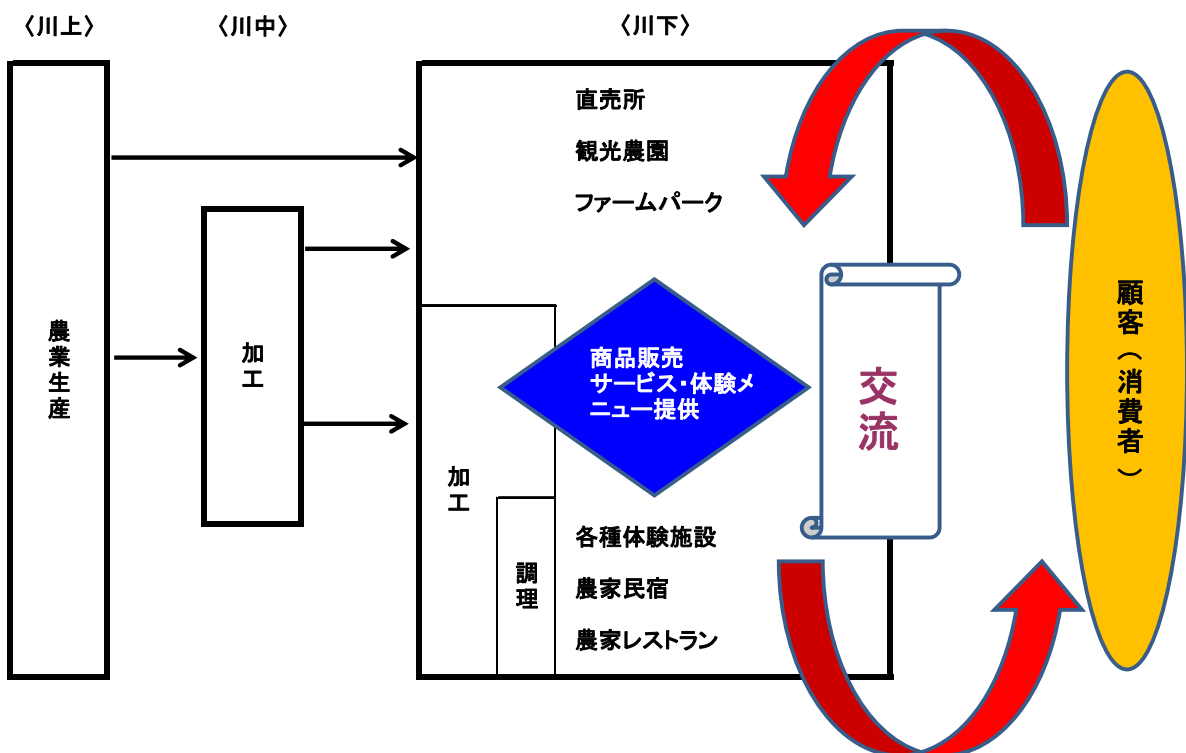 〈川上〉
〈川中〉
〈川下〉
農業生産
加工
直売所
観光農園
ファームパーク
商品販売
サービス・体験メ
ニュー提供
加工
調理
各種体験施設
農家民宿
農家レストラン
交流
顧客(消費者)